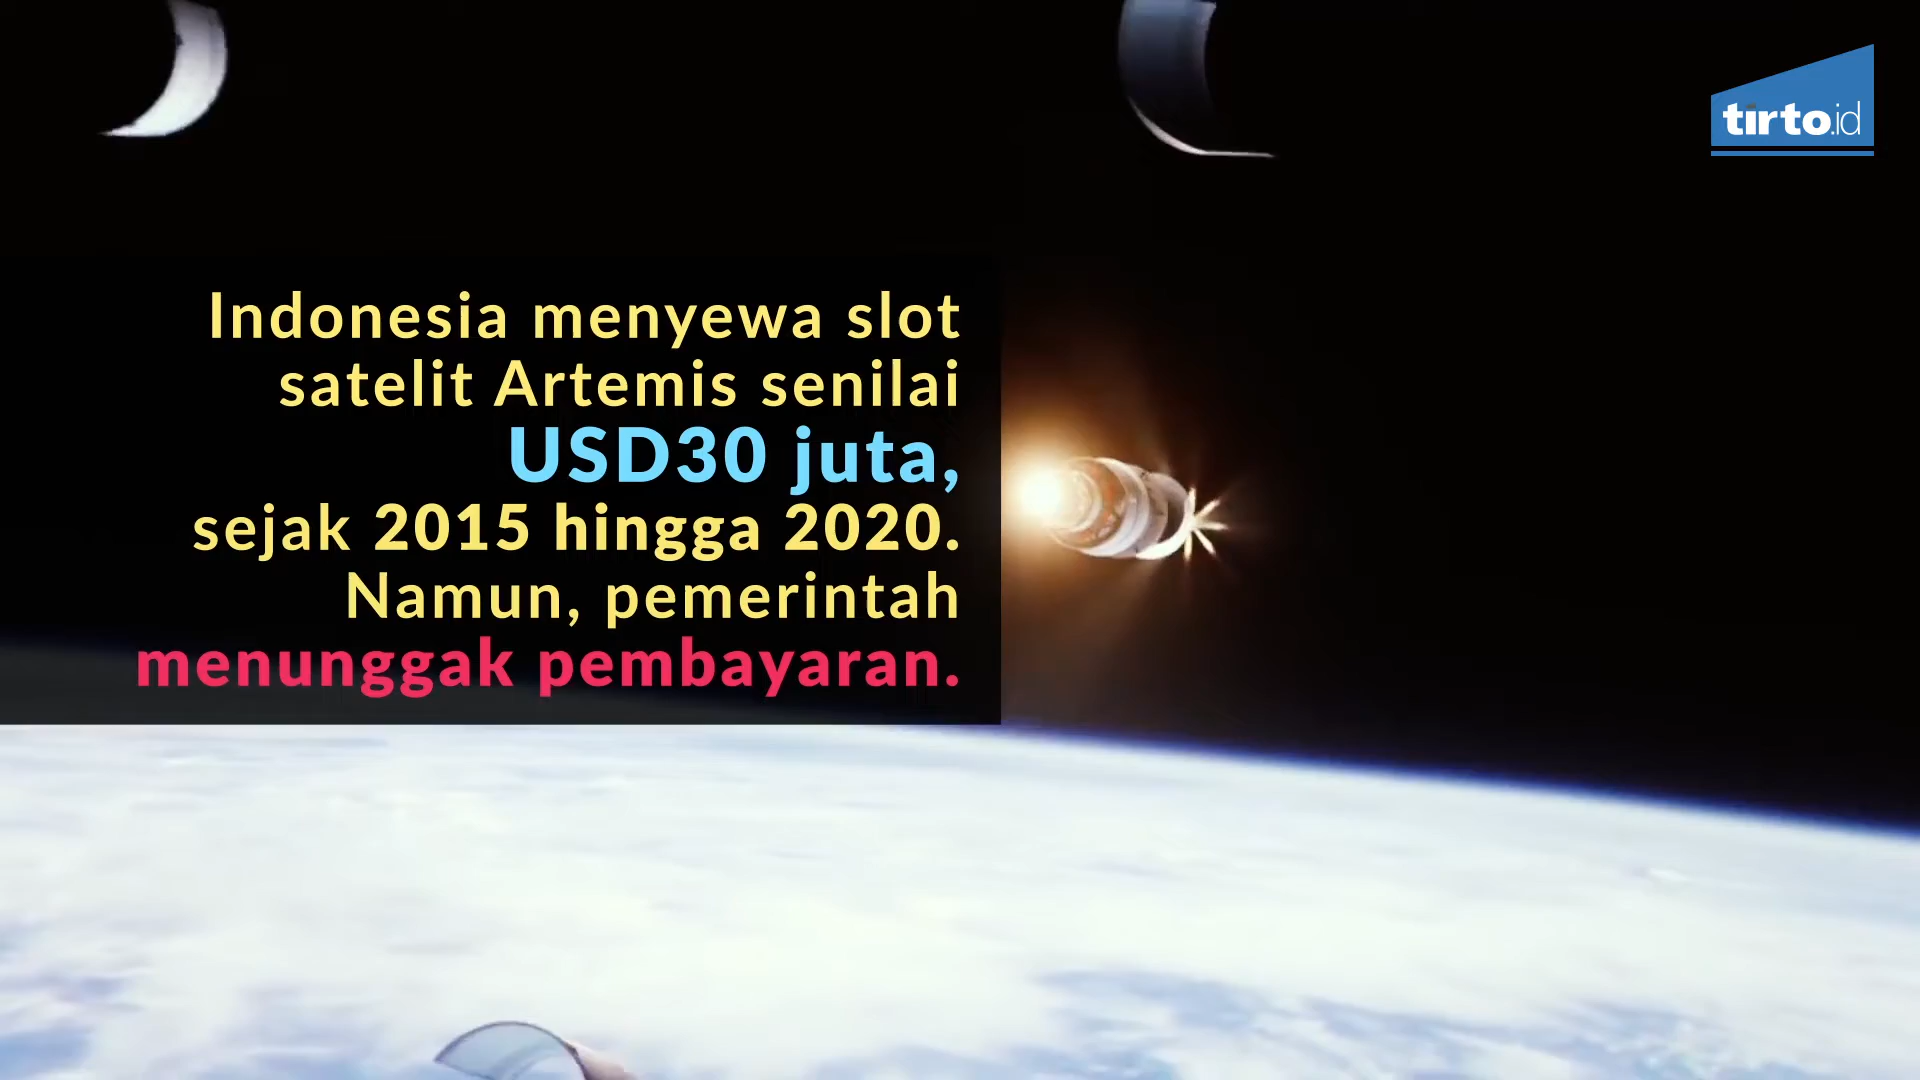 tirto.id
Indonesia menyewa slot
satelit Artemis senilai
USD30 juta,
sejak 2015 hingga 2020.
Namun, pemerintah
menunggak pembayaran.